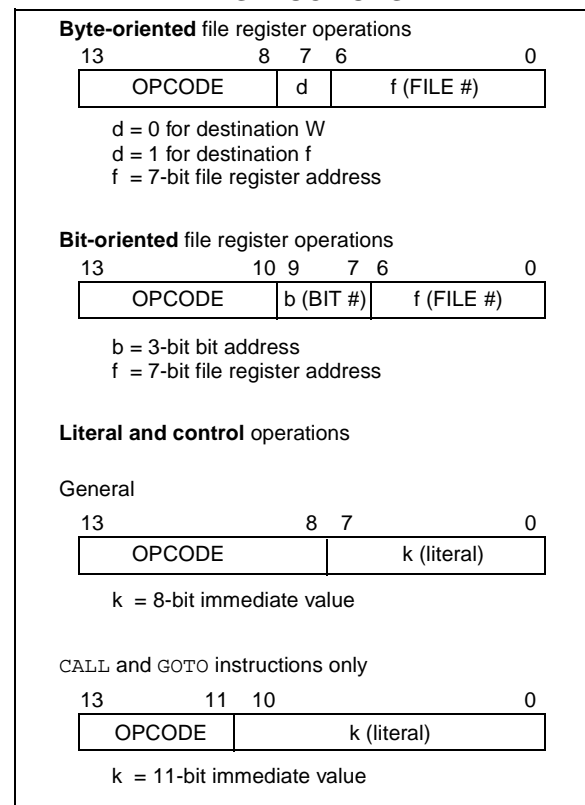 Byte-oriented file register operations
13 8 7 6 0
OPCODE d f (FILE #)
d = 0 for destination W
d = 1 for destination f
f = 7-bit file register address
Bit-oriented file register operations
13 10 9 7 6 0
OPCODE b (BIT #) f (FILE #)
b = 3-bit bit address
f = 7-bit file register address
Literal and control operations
General
13 8 7 0
OPCODE k (literal)
k = 8-bit immediate value
CALL and GOTO instructions only
13 11 10 0
OPCODE k (literal)
k = 11-bit immediate value